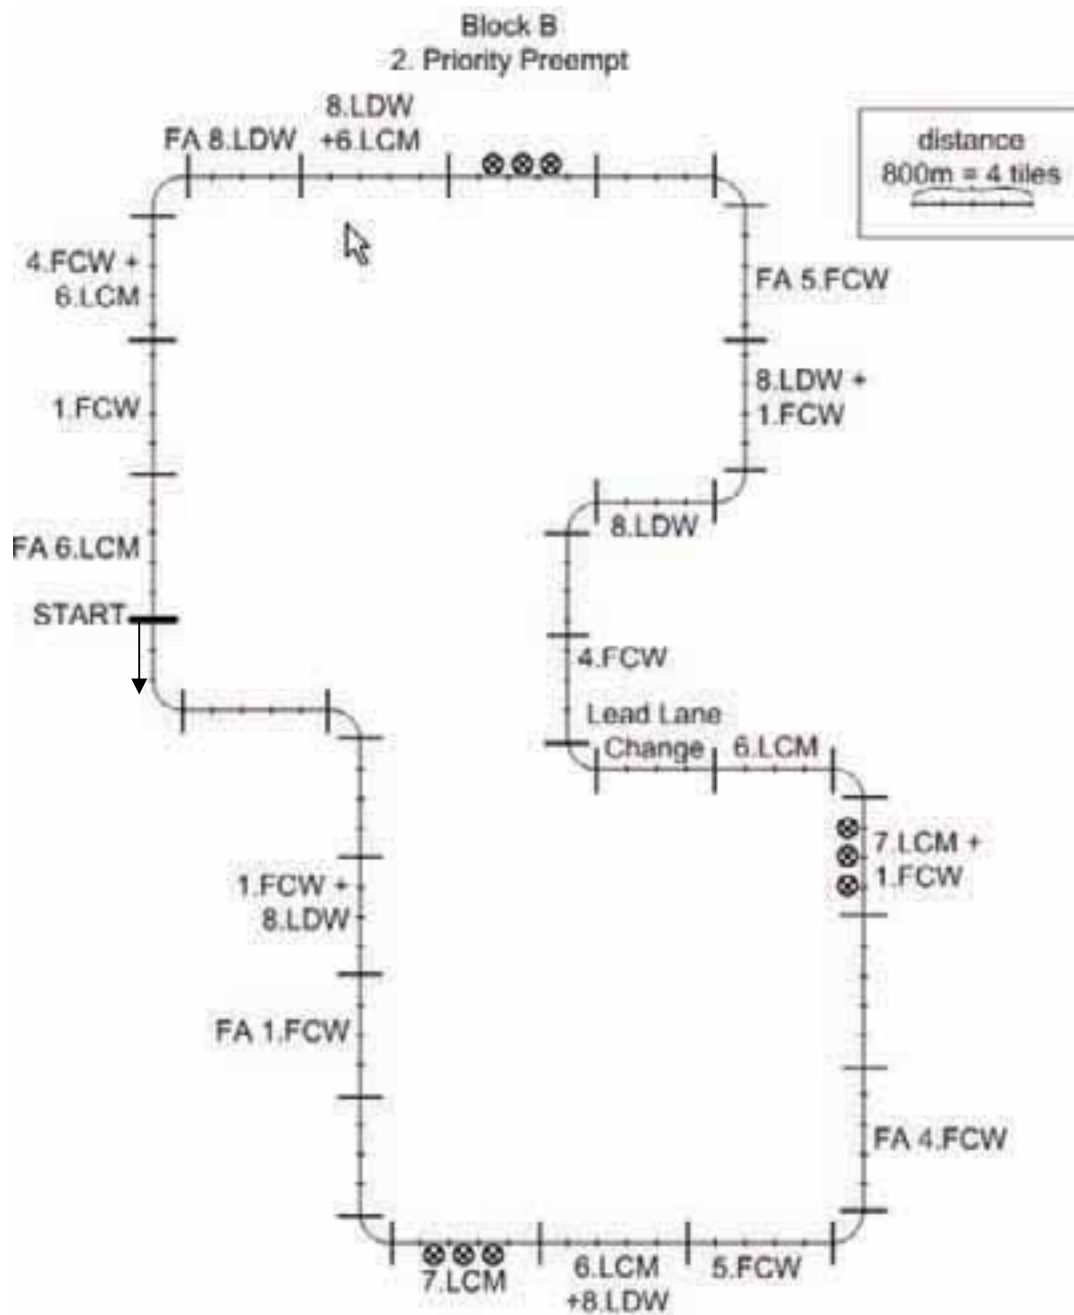 Block B
2. Priority Preempt
8.LDW
FA 8.LDW
+6.LCM
distance
800m = 4 tiles
4.FCW +
6.LCM
FA 5.FCW
8.LDW +
1.FCW
1.FCW
8.LDW
FA 6.LCM
START
4.FCW
Lead Lane
Change
6.LCM
7.LCM +
1.FCW
1.FCW +
8.LDW
FA 1.FCW
FA 4.FCW
7.LCM
6.LCM
+8.LDW
5.FCW